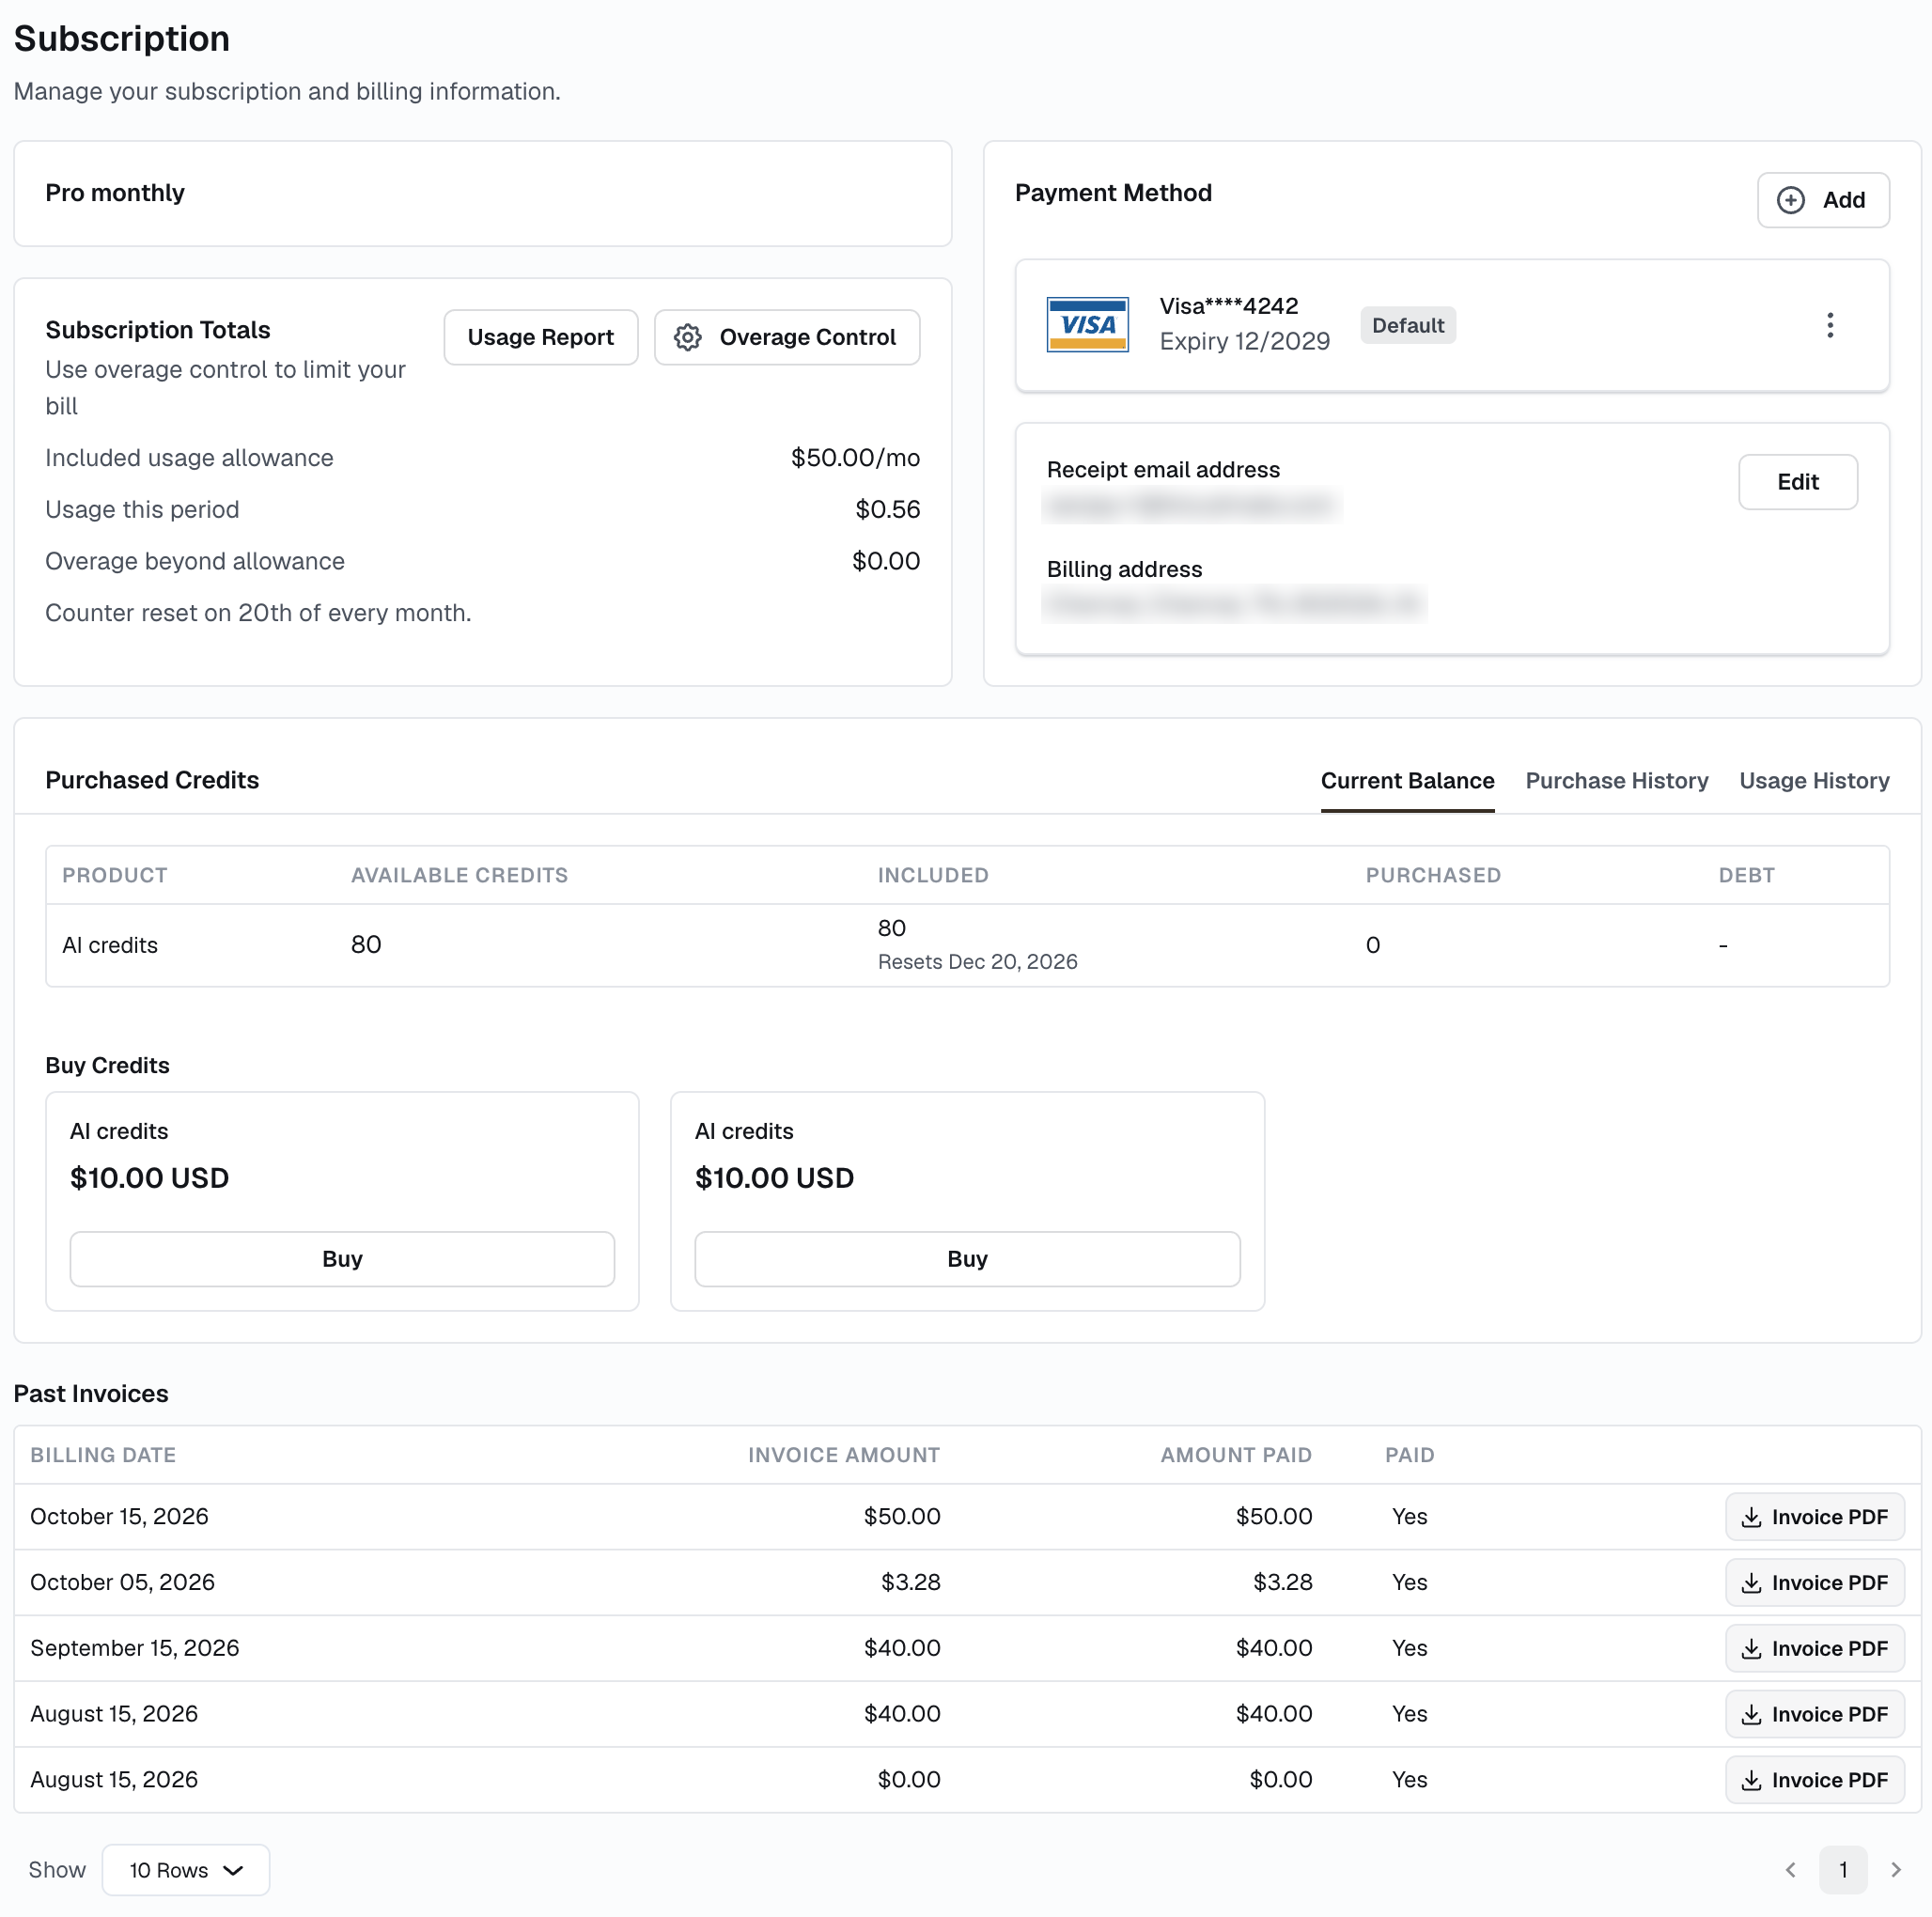 Subscription
Manage your subscription and billing information.
Pro monthly
Subscription Totals
Use overage control to limit your
bill
Usage Report
Overage Control
Included usage allowance $50.00/mo
Usage this period $0.56
Overage beyond allowance $0.00
Counter reset on 20th of every month.
Payment Method
Add
VISA
Visa****4242
Expiry 12/2029
Default
Receipt email address
Edit
Billing address
Purchased Credits
Current Balance Purchase History Usage History
PRODUCT AVAILABLE CREDITS INCLUDED PURCHASED DEBT
AI credits 80 80 0 -
Resets Dec 20, 2026
Buy Credits
AI credits
$10.00 USD
Buy
AI credits
$10.00 USD
Buy
Past Invoices
BILLING DATE INVOICE AMOUNT AMOUNT PAID PAID
October 15, 2026 $50.00 $50.00 Yes Invoice PDF
October 05, 2026 $3.28 $3.28 Yes Invoice PDF
September 15, 2026 $40.00 $40.00 Yes Invoice PDF
August 15, 2026 $40.00 $40.00 Yes Invoice PDF
August 15, 2026 $0.00 $0.00 Yes Invoice PDF
Show 10 Rows 1